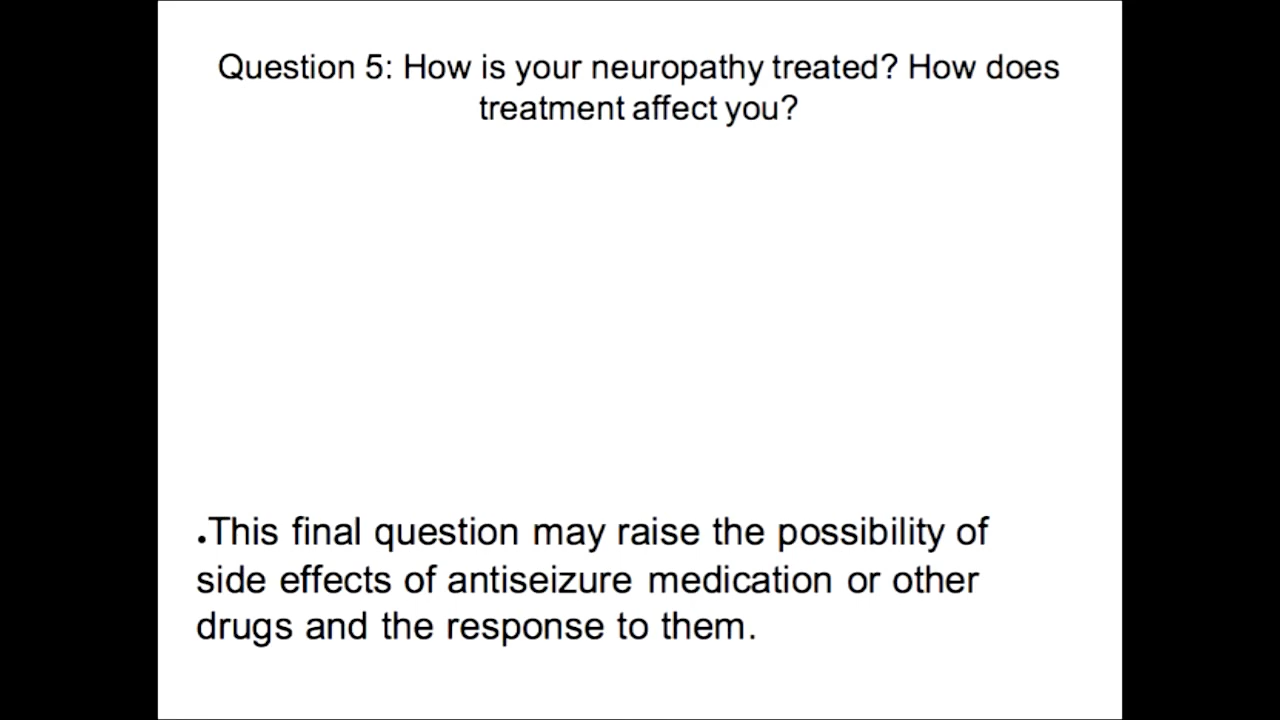 Question 5: How is your neuropathy treated? How does
treatment affect you?
.This final question may raise the possibility of
side effects of antiseizure medication or other
drugs and the response to them.